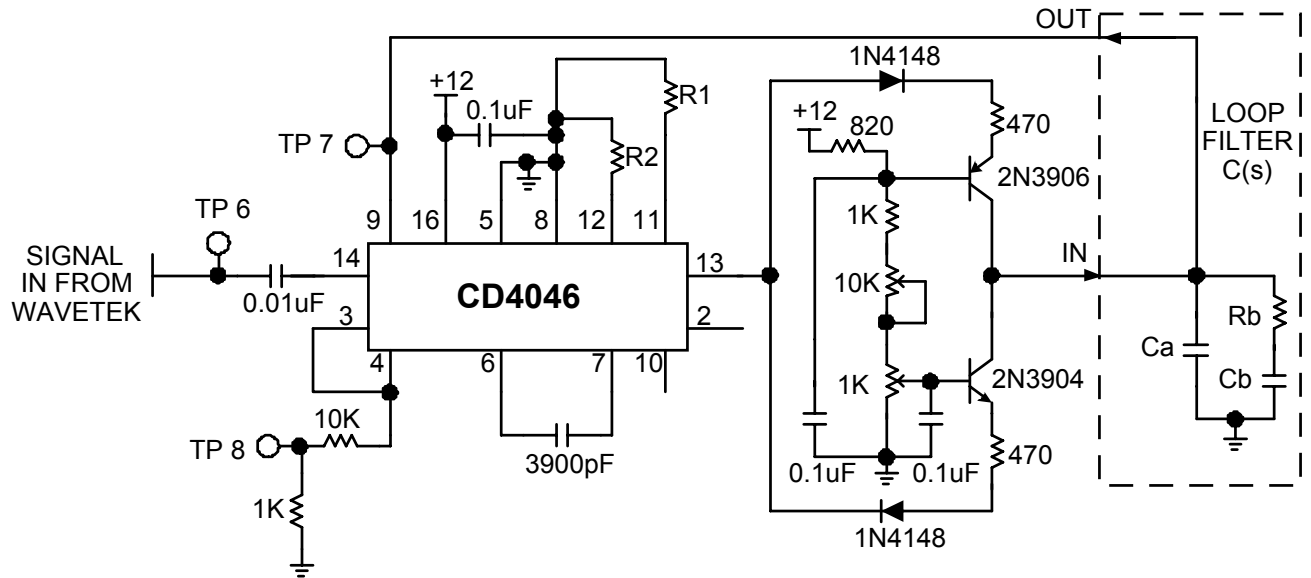 OUT
1N4148
+12
0.1uF
R1
+12
820
470
LOOP
FILTER
C(s)
TP 7
R2
2N3906
TP 6
9
16
5
8
12
11
1K
SIGNAL
IN FROM
WAVETEK
14
13
IN
0.01uF
CD4046
10K
3
2
Rb
4
6
7
10
Ca
1K
2N3904
Cb
10K
TP 8
3900pF
470
0.1uF
0.1uF
1K
1N4148